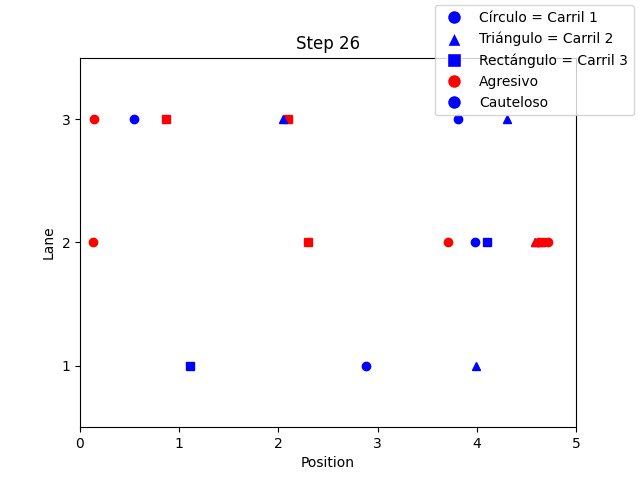 Step 26
Círculo = Carril 1
Triángulo = Carril 2
Rectángulo = Carril 3
Agresivo
Cauteloso
Lane
3
2
1
0 1 2 3 4 5
Position